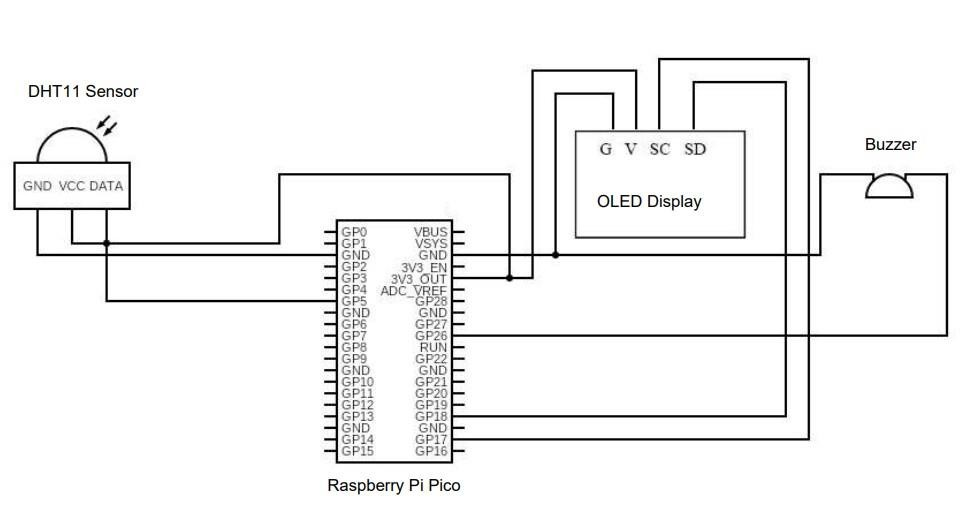 DHT11 Sensor
GND VCC DATA
G V SC SD
OLED Display
Buzzer
GP0 VBUS
GP1 VSYS
GND GND
GP2 3V3_EN
GP3 3V3_OUT
GP4 ADC_VREF
GP5 GP28
GND GND
GP6 GP27
GP7 GP26
GP8 RUN
GP9 GP22
GND GND
GP10 GP21
GP11 GP20
GP12 GP19
GP13 GP18
GND GND
GP14 GP17
GP15 GP16
Raspberry Pi Pico